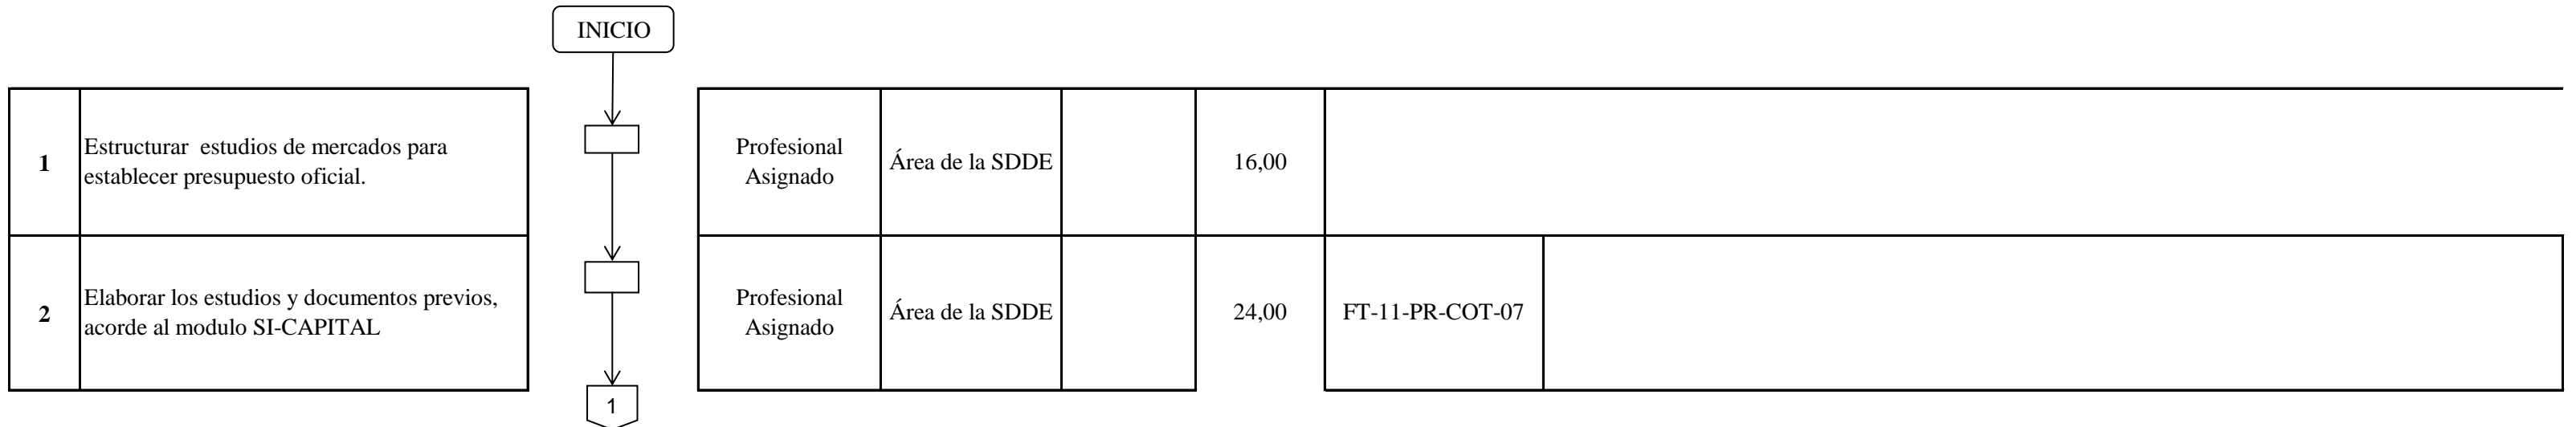 INICIO
1
Estructurar estudios de mercados para
establecer presupuesto oficial.
Profesional
Asignado
Área de la SDDE
16,00
2
Elaborar los estudios y documentos previos,
acorde al modulo SI-CAPITAL
Profesional
Asignado
Área de la SDDE
24,00
FT-11-PR-COT-07
1